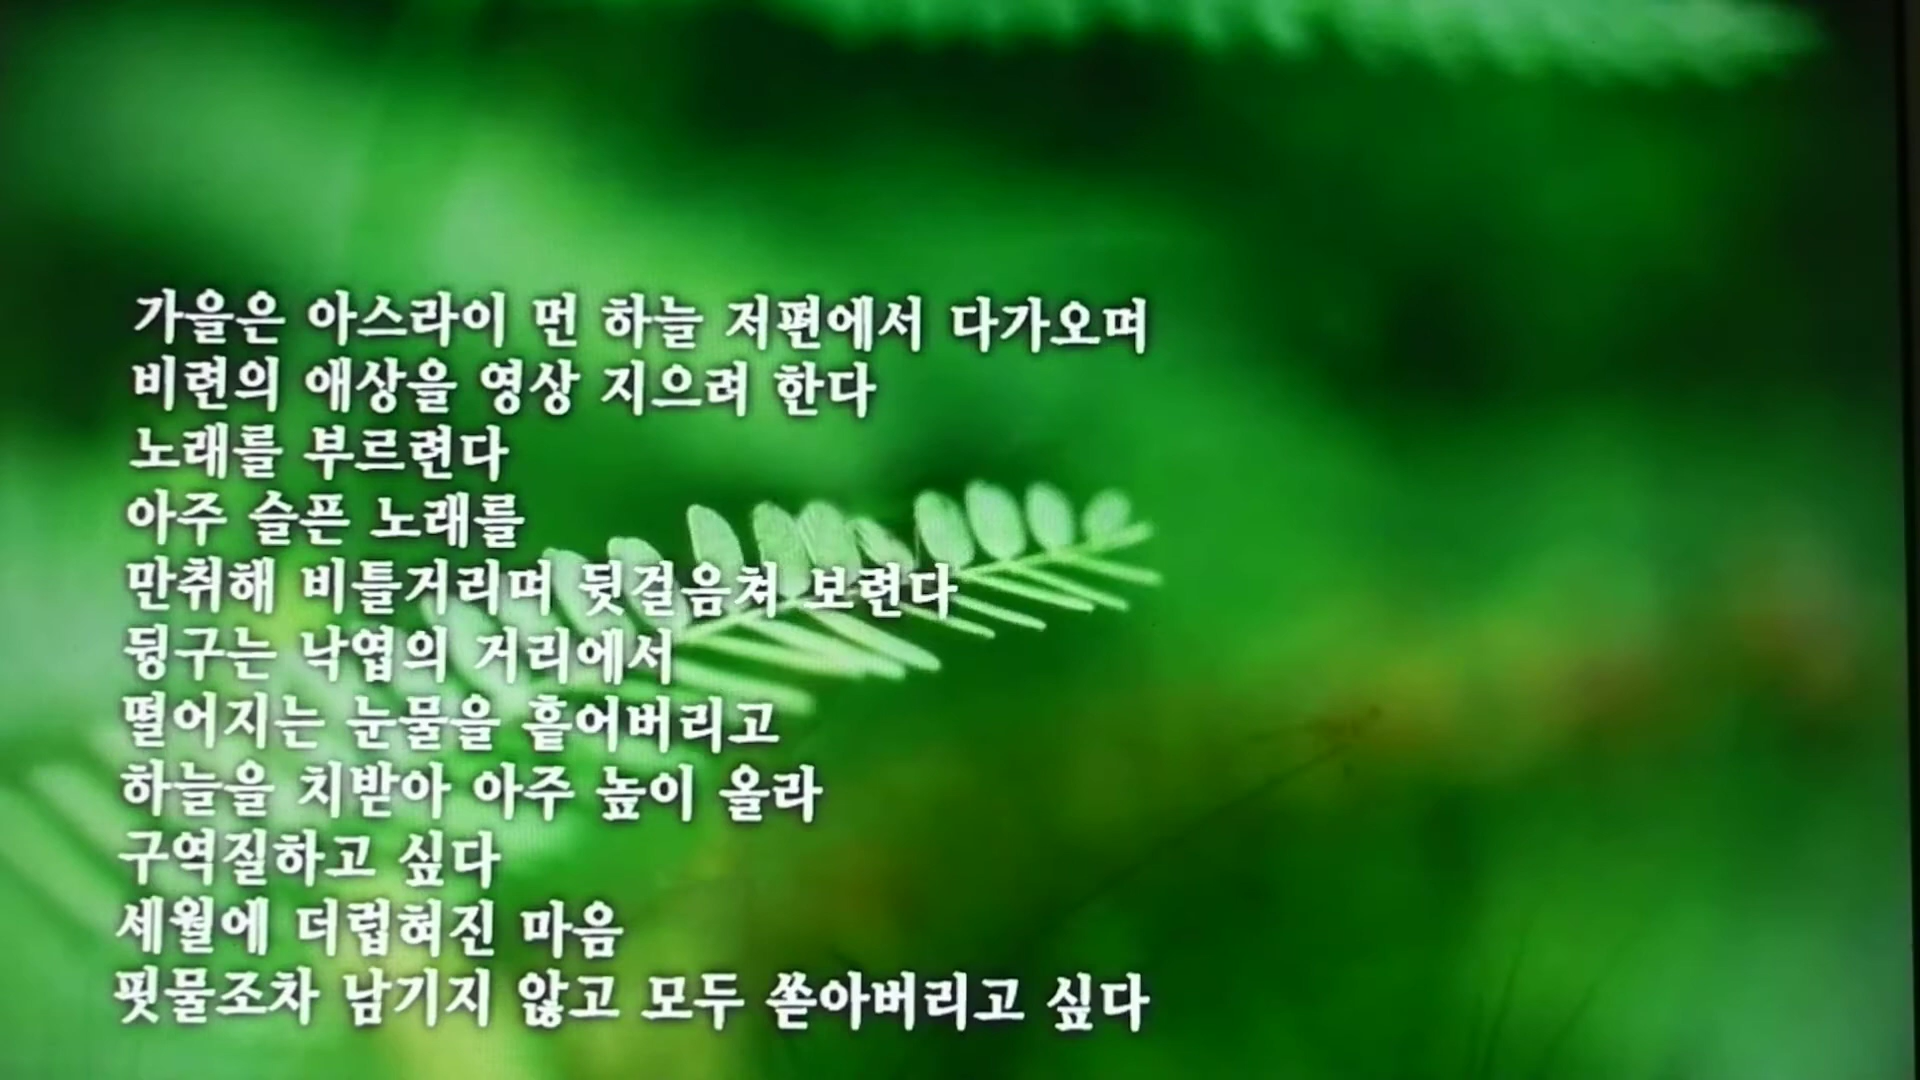 가을은 아스라이 먼 하늘 저편에서 다가오며
비련의 애상을 영상 지으려 한다
노래를 부르련다
아주 슬픈 노래를
만취해 비틀거리며 뒷걸음쳐 보련다
뒹구는 낙엽의 거리에서
떨어지는 눈물을 흩어버리고
하늘을 치받아 아주 높이 올라
구역질하고 싶다
세월에 더럽혀진 마음
핏물조차 남기지 않고 모두 쏟아버리고 싶다